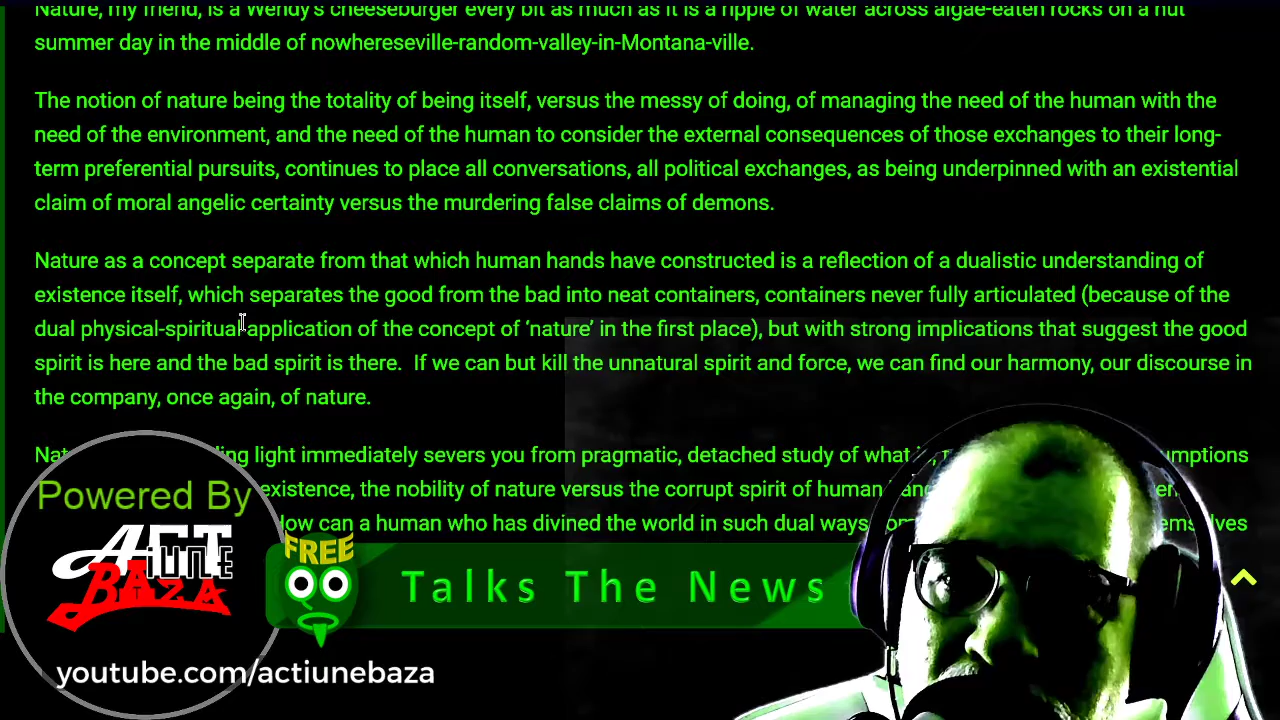 Nature, my friend, is a Wendy's cheeseburger every bit as much as it is a ripple of water across algae-eaten rocks on a hut
summer day in the middle of nowhereseville-random-valley-in-Montana-ville.
The notion of nature being the totality of being itself, versus the messy of doing, of managing the need of the human with the
need of the environment, and the need of the human to consider the external consequences of those exchanges to their long-
term preferential pursuits, continues to place all conversations, all political exchanges, as being underpinned with an existential
claim of moral angelic certainty versus the murdering false claims of demons.
Nature as a concept separate from that which human hands have constructed is a reflection of a dualistic understanding of
existence itself, which separates the good from the bad into neat containers, containers never fully articulated (because of the
dual physical-spiritual application of the concept of 'nature' in the first place), but with strong implications that suggest the good
spirit is here and the bad spirit is there. If we can but kill the unnatural spirit and force, we can find our harmony, our discourse in
the company, once again, of nature.
light immediately severs you from pragmatic, detached study of what
existence, the nobility of nature versus the corrupt spirit of human
can a human who has divined the world in such dual ways
Powered By
ACTIUNE
BAZA
FREE
Talks The News
youtube.com/actiunebaza